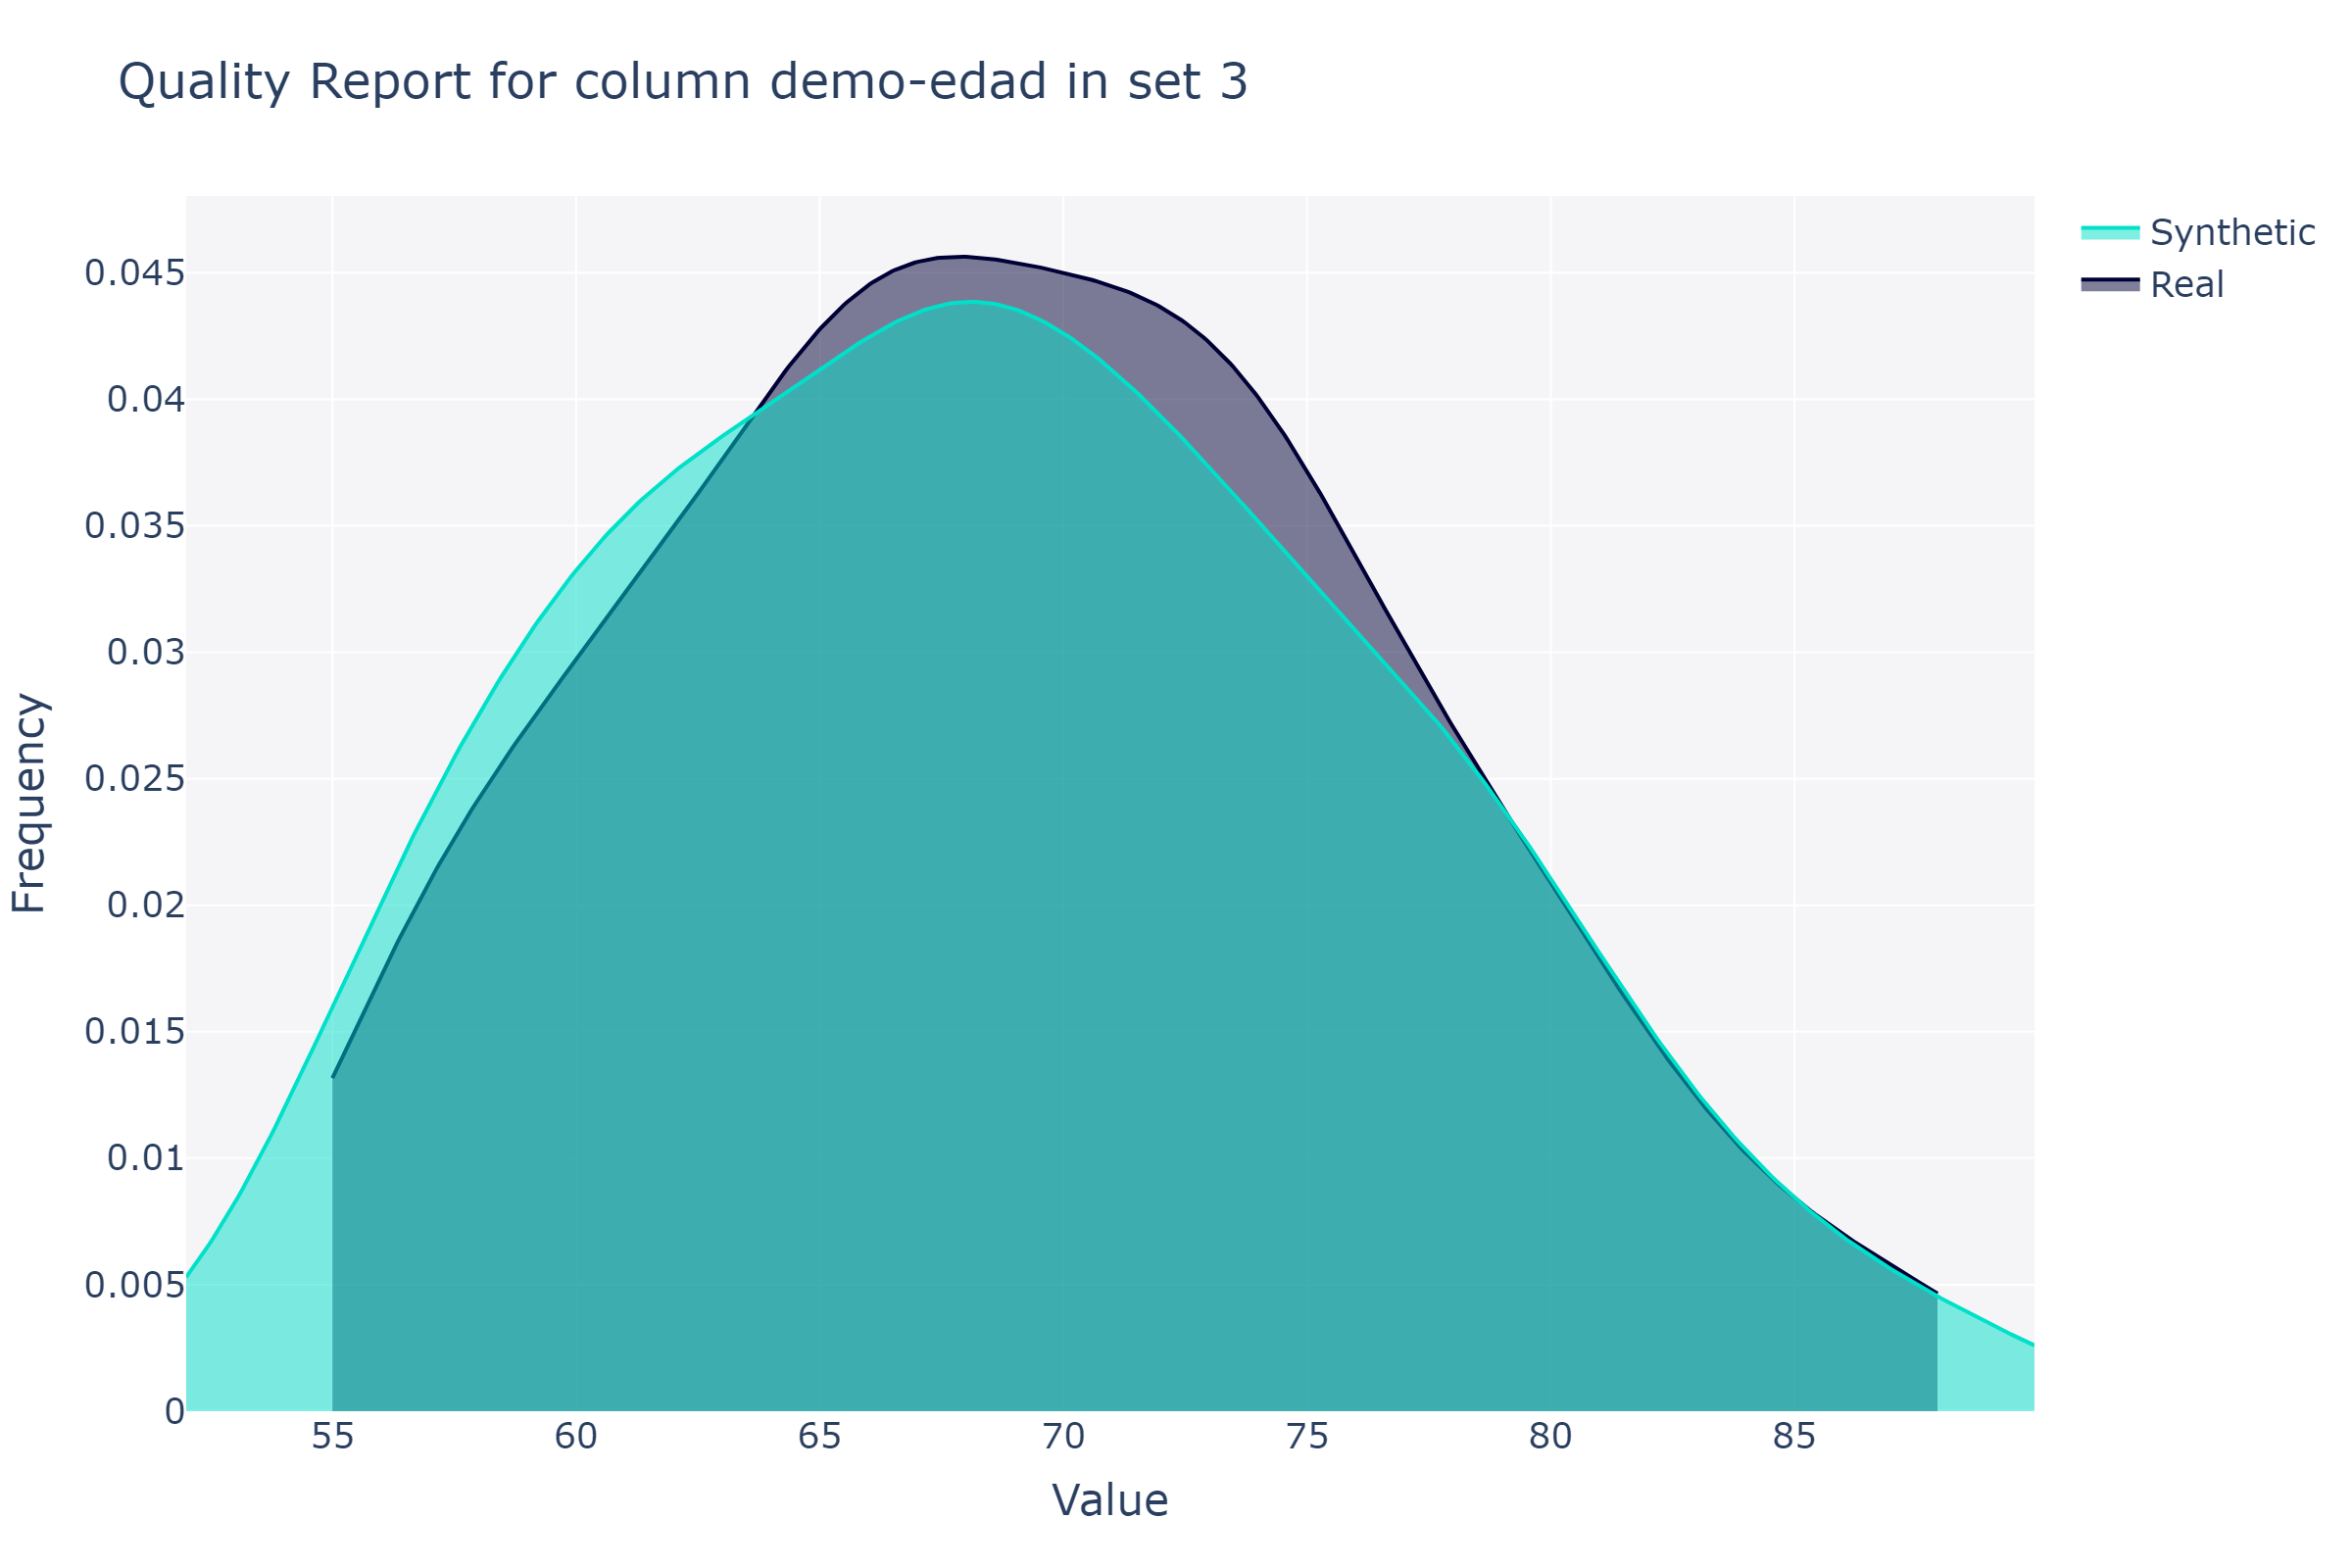 Quality Report for column demo-edad in set 3
Synthetic
Real
0.045
0.04
0.035
0.03
0.025
0.02
0.015
0.01
0.005
0
Frequency
55 60 65 70 75 80 85
Value